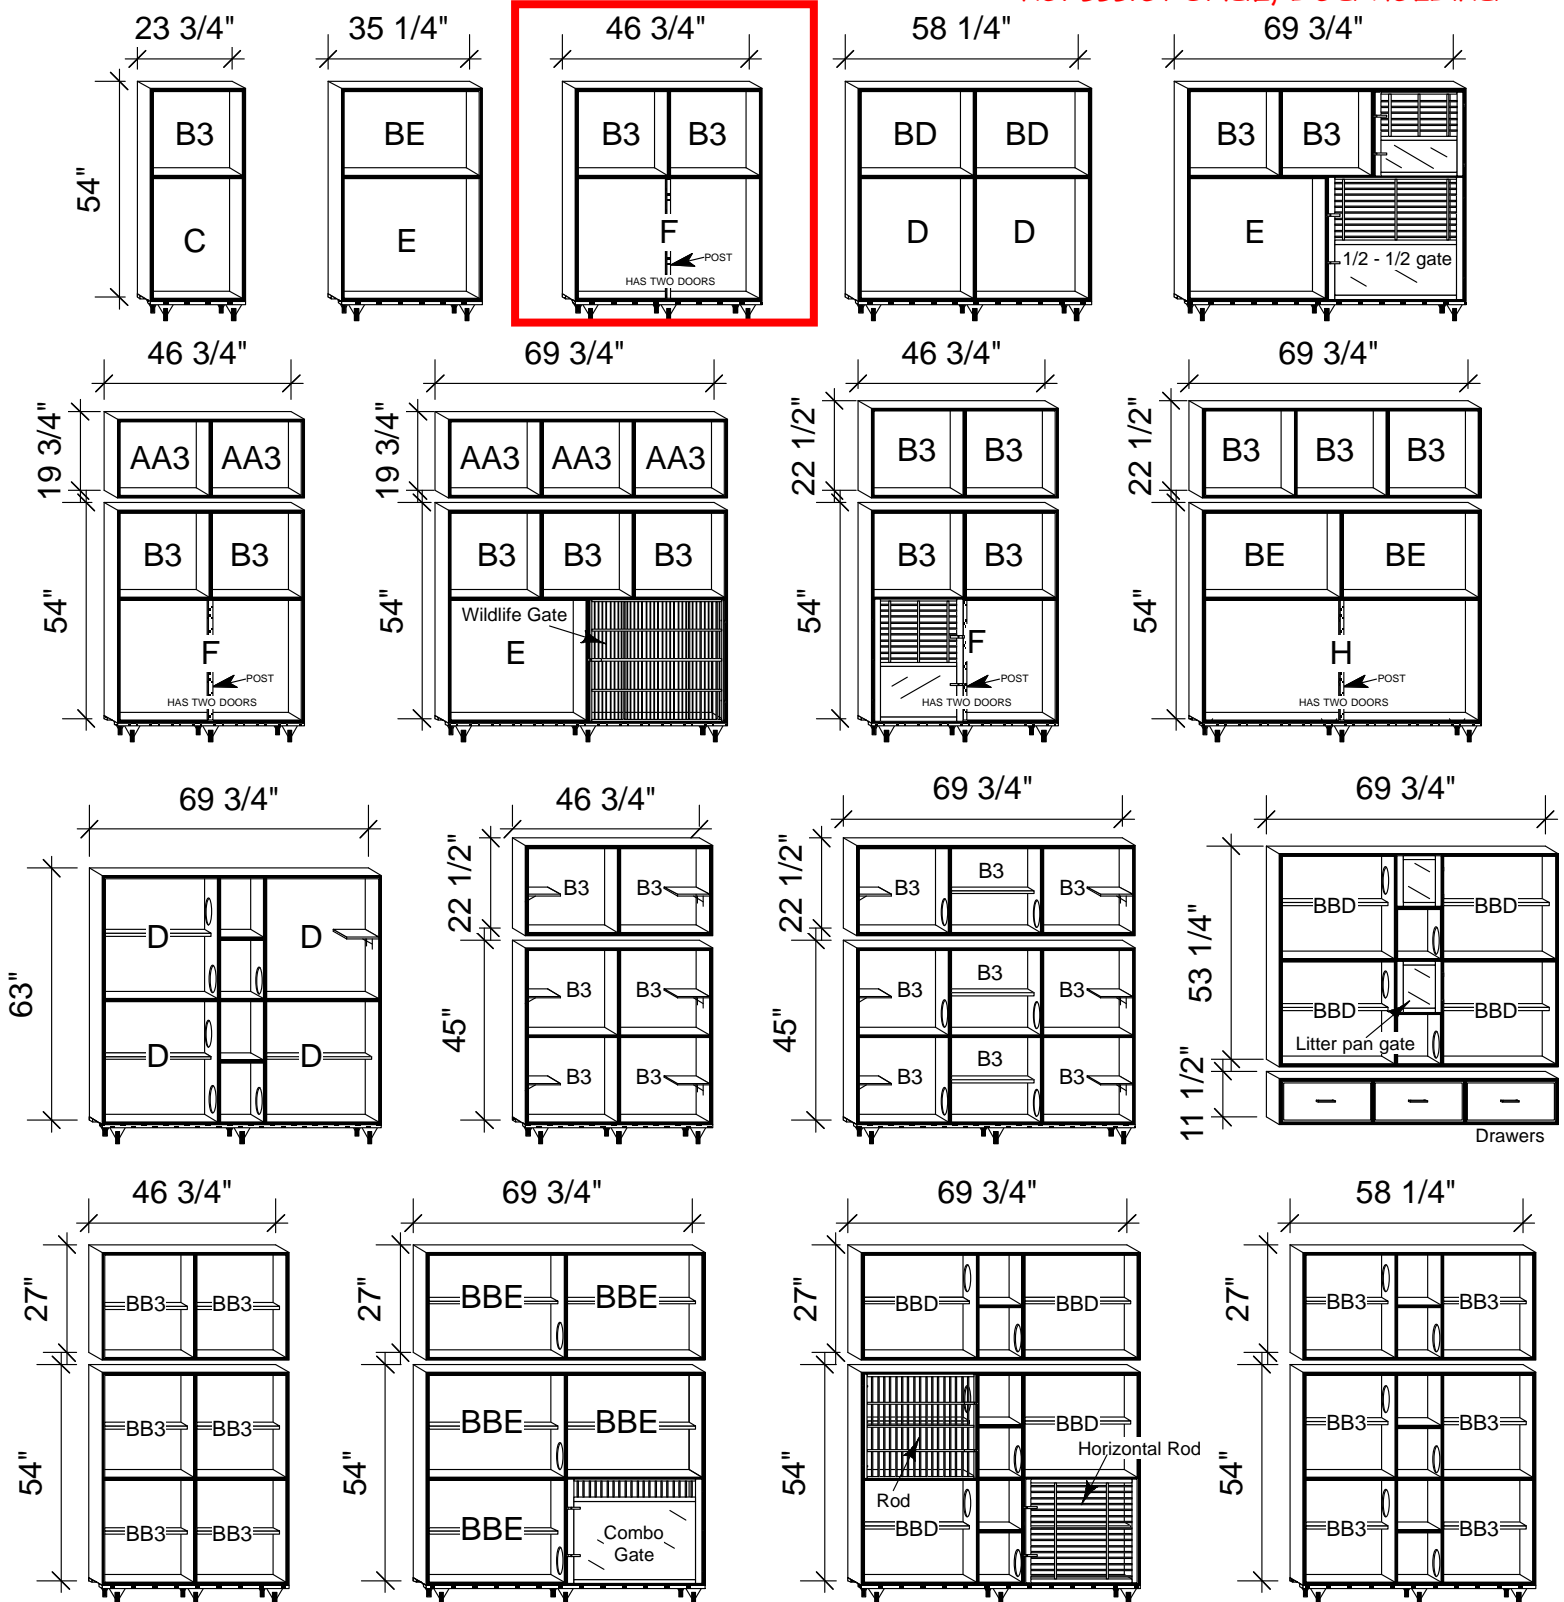 23 3/4" 35 1/4" 46 3/4" 58 1/4" 69 3/4"
54"
B3 BE B3 B3 BD BD B3 B3
C E F D D E
POST
HAS TWO DOORS
1/2 - 1/2 gate
46 3/4" 69 3/4" 46 3/4" 69 3/4"
19 3/4" 19 3/4" 22 1/2" 22 1/2"
AA3 AA3 AA3 AA3 AA3 B3 B3 B3 B3 B3
54" 54" 54" 54"
B3 B3 B3 B3 B3 B3 B3 BE BE
Wildlife Gate
F E F H
POST POST POST
HAS TWO DOORS HAS TWO DOORS HAS TWO DOORS
69 3/4" 46 3/4" 69 3/4" 69 3/4"
63" 22 1/2" 22 1/2" 53 1/4"
D D B3 B3 B3 B3 B3 BBD BBD
45" 45"
B3 B3 B3 B3 B3
D D B3 B3 B3 B3 B3 BBD BBD
Litter pan gate
11 1/2"
Drawers
46 3/4" 69 3/4" 69 3/4" 58 1/4"
27" 27" 27" 27"
BB3 BB3 BBE BBE BBD BBD BB3 BB3
54" 54" 54" 54"
BB3 BB3 BBE BBE BBD BB3 BB3
Horizontal Rod
Rod
BB3 BB3 BBE BBD BB3 BB3
Combo
Gate